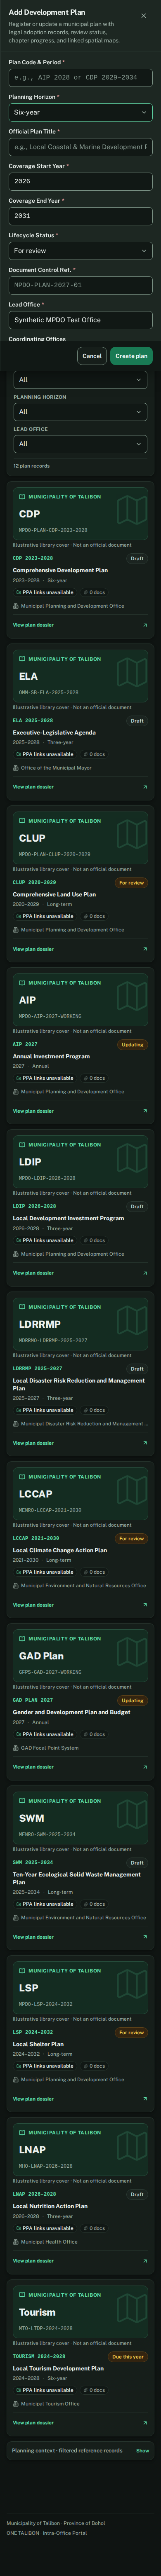 Add Development Plan
Register or update a municipal plan with
legal adoption records, review status,
chapter progress, and linked spatial maps.
Plan Code & Period *
e.g., AIP 2028 or CDP 2029–2034
Planning Horizon *
Six-year
Official Plan Title *
e.g., Local Coastal & Marine Development F
Coverage Start Year *
2026
Coverage End Year *
2031
Lifecycle Status *
For review
Document Control Ref. *
MPDO-PLAN-2027-01
Lead Office *
Synthetic MPDO Test Office
Coordinating Offices
Cancel
Create plan
All
PLANNING HORIZON
All
LEAD OFFICE
All
12 plan records
MUNICIPALITY OF TALIBON
CDP
MPDO-PLAN-CDP-2023-2028
Illustrative library cover · Not an official document
CDP 2023–2028
Draft
Comprehensive Development Plan
2023–2028 · Six-year
PPA links unavailable
0 docs
Municipal Planning and Development Office
View plan dossier
MUNICIPALITY OF TALIBON
ELA
OMM-SB-ELA-2025-2028
Illustrative library cover · Not an official document
ELA 2025–2028
Draft
Executive-Legislative Agenda
2025–2028 · Three-year
PPA links unavailable
0 docs
Office of the Municipal Mayor
View plan dossier
MUNICIPALITY OF TALIBON
CLUP
MPDO-PLAN-CLUP-2020-2029
Illustrative library cover · Not an official document
CLUP 2020–2029
For review
Comprehensive Land Use Plan
2020–2029 · Long-term
PPA links unavailable
0 docs
Municipal Planning and Development Office
View plan dossier
MUNICIPALITY OF TALIBON
AIP
MPDO-AIP-2027-WORKING
Illustrative library cover · Not an official document
AIP 2027
Updating
Annual Investment Program
2027 · Annual
PPA links unavailable
0 docs
Municipal Planning and Development Office
View plan dossier
MUNICIPALITY OF TALIBON
LDIP
MPDO-LDIP-2026-2028
Illustrative library cover · Not an official document
LDIP 2026–2028
Draft
Local Development Investment Program
2026–2028 · Three-year
PPA links unavailable
0 docs
Municipal Planning and Development Office
View plan dossier
MUNICIPALITY OF TALIBON
LDRRMP
MDRRMO-LDRRMP-2025-2027
Illustrative library cover · Not an official document
LDRRMP 2025–2027
Draft
Local Disaster Risk Reduction and Management
Plan
2025–2027 · Three-year
PPA links unavailable
0 docs
Municipal Disaster Risk Reduction and Management ...
View plan dossier
MUNICIPALITY OF TALIBON
LCCAP
MENRO-LCCAP-2021-2030
Illustrative library cover · Not an official document
LCCAP 2021–2030
For review
Local Climate Change Action Plan
2021–2030 · Long-term
PPA links unavailable
0 docs
Municipal Environment and Natural Resources Office
View plan dossier
MUNICIPALITY OF TALIBON
GAD Plan
GFPS-GAD-2027-WORKING
Illustrative library cover · Not an official document
GAD PLAN 2027
Updating
Gender and Development Plan and Budget
2027 · Annual
PPA links unavailable
0 docs
GAD Focal Point System
View plan dossier
MUNICIPALITY OF TALIBON
SWM
MENRO-SWM-2025-2034
Illustrative library cover · Not an official document
SWM 2025–2034
Draft
Ten-Year Ecological Solid Waste Management
Plan
2025–2034 · Long-term
PPA links unavailable
0 docs
Municipal Environment and Natural Resources Office
View plan dossier
MUNICIPALITY OF TALIBON
LSP
MPDO-LSP-2024-2032
Illustrative library cover · Not an official document
LSP 2024–2032
For review
Local Shelter Plan
2024–2032 · Long-term
PPA links unavailable
0 docs
Municipal Planning and Development Office
View plan dossier
MUNICIPALITY OF TALIBON
LNAP
MHO-LNAP-2026-2028
Illustrative library cover · Not an official document
LNAP 2026–2028
Draft
Local Nutrition Action Plan
2026–2028 · Three-year
PPA links unavailable
0 docs
Municipal Health Office
View plan dossier
MUNICIPALITY OF TALIBON
Tourism
MTO-LTDP-2024-2028
Illustrative library cover · Not an official document
TOURISM 2024–2028
Due this year
Local Tourism Development Plan
2024–2028 · Six-year
PPA links unavailable
0 docs
Municipal Tourism Office
View plan dossier
Planning context · filtered reference records
Show
Municipality of Talibon · Province of Bohol
ONE TALIBON · Intra-Office Portal